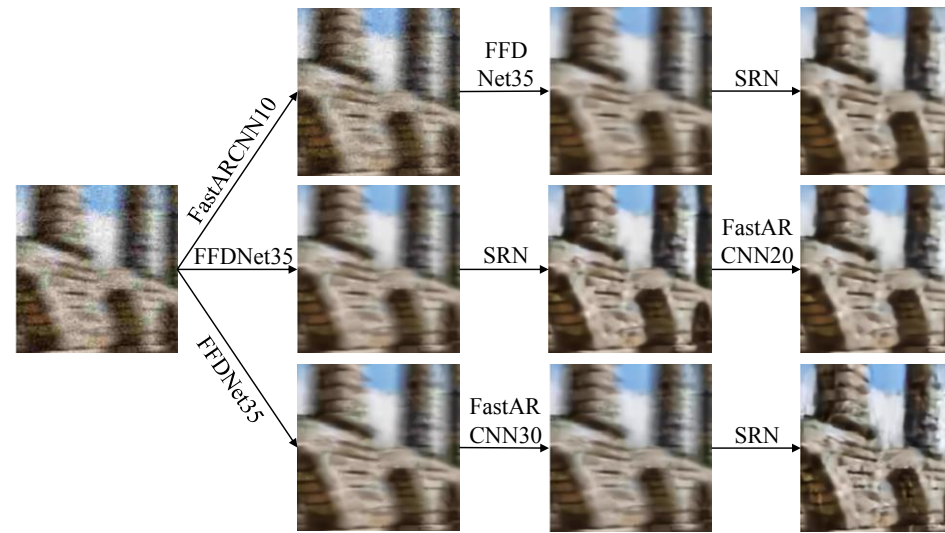 FastARCNN10
FFD
Net35
SRN
FFDNet35
SRN
FastAR
CNN20
FFDNet35
FastAR
CNN30
SRN